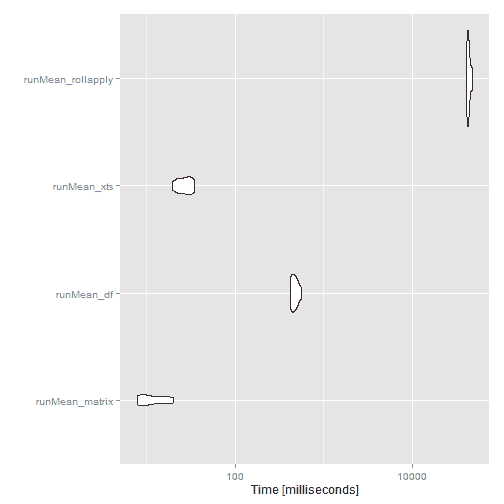 runMean_rollapply
runMean_xts
runMean_df
runMean_matrix
100 10000
Time [milliseconds]